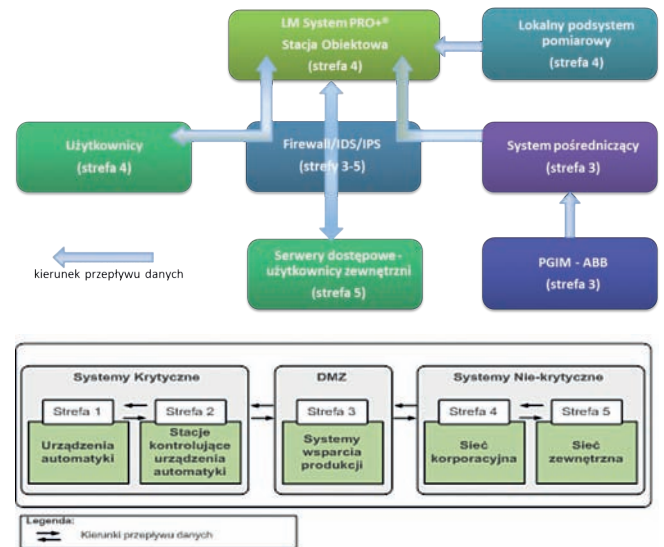 LM System PRO+®
Stacja Obiektowa
(strefa 4)
Lokalny podsystem
pomiarowy
(strefa 4)
Użytkownicy
(strefa 4)
Firewall/IDS/IPS
(strefy 3-5)
System pośredniczący
(strefa 3)
kierunek przepływu danych
Serwery dostępowe -
użytkownicy zewnętrzni
(strefa 5)
PGIM - ABB
(strefa 3)
Systemy Krytyczne
DMZ
Systemy Nie-krytyczne
Strefa 1
Strefa 2
Strefa 3
Strefa 4
Strefa 5
Urządzenia
automatyki
Stacje
kontrolujące
urządzenia
automatyki
Systemy
wsparcia
produkcji
Sieć
korporacyjna
Sieć
zewnętrzna
Legenda:
Kierunki przepływu danych